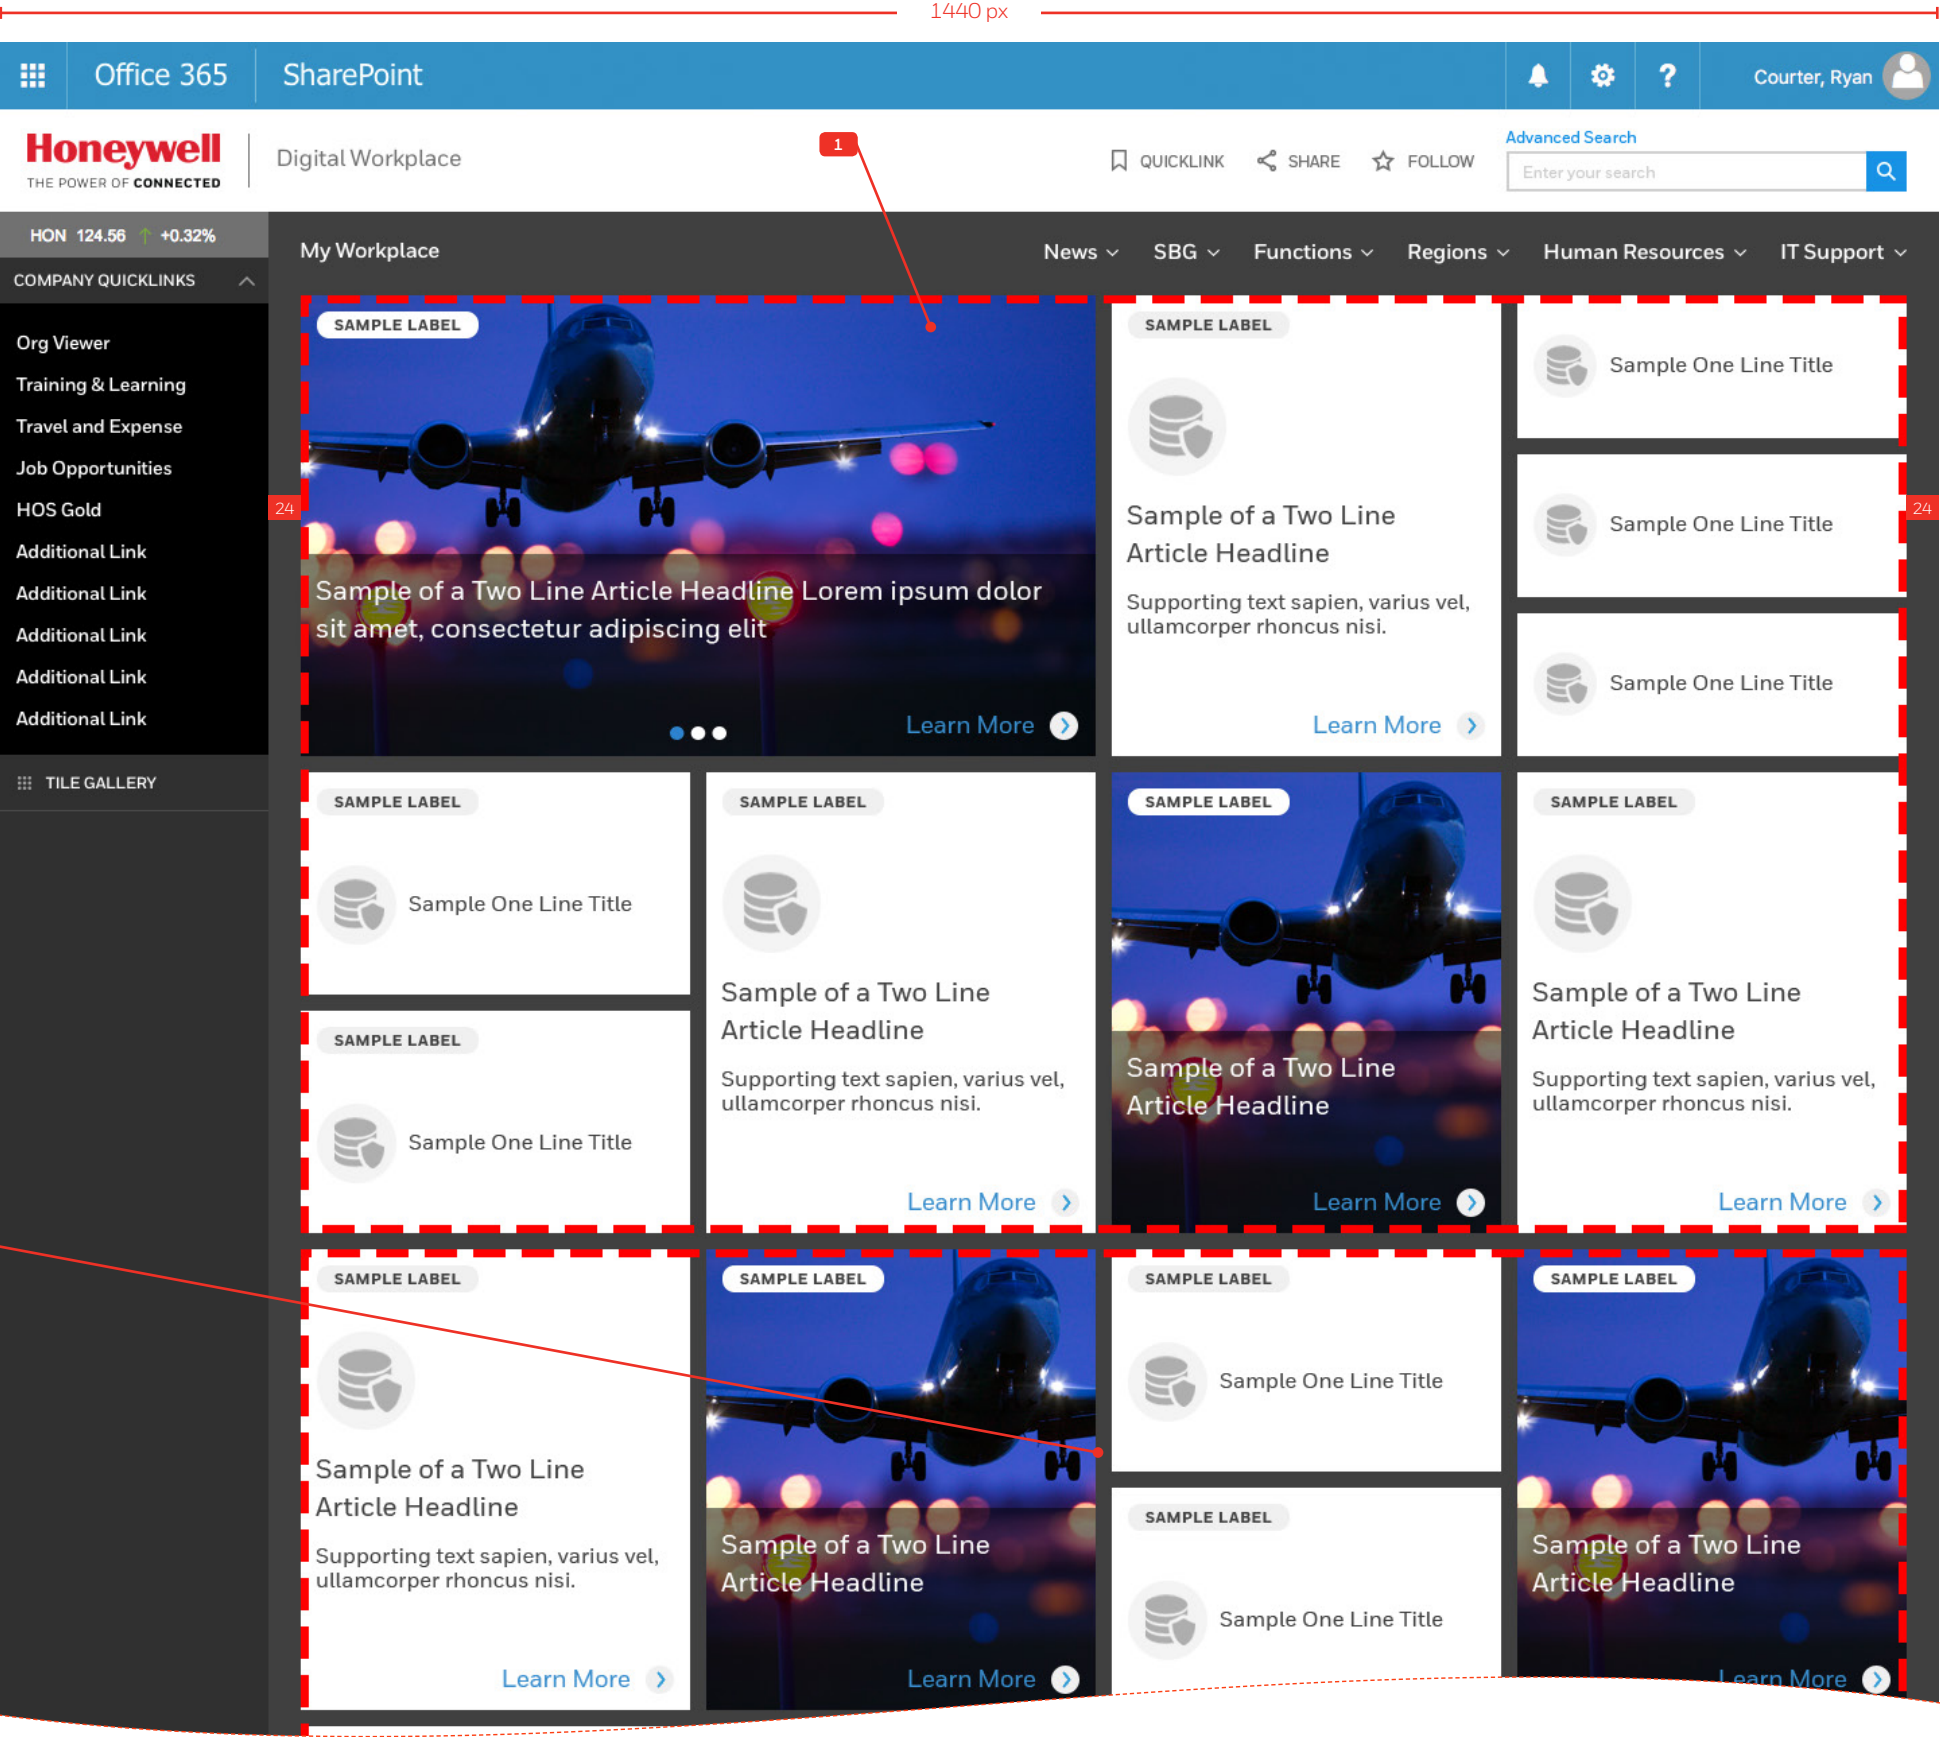 1440 px
Office 365
SharePoint
?
Courter, Ryan
Honeywell
THE POWER OF CONNECTED
Digital Workplace
1
QUICKLINK
SHARE
FOLLOW
Advanced Search
Enter your search
HON 124.56 ↑ +0.32%
COMPANY QUICKLINKS
Org Viewer
Training & Learning
Travel and Expense
Job Opportunities
HOS Gold
Additional Link
Additional Link
Additional Link
Additional Link
Additional Link
TILE GALLERY
My Workplace
News
SBG
Functions
Regions
Human Resources
IT Support
24
24
SAMPLE LABEL
Sample of a Two Line Article Headline Lorem ipsum dolor
sit amet, consectetur adipiscing elit
Learn More
SAMPLE LABEL
Sample of a Two Line
Article Headline
Supporting text sapien, varius vel,
ullamcorper rhoncus nisi.
Learn More
Sample One Line Title
Sample One Line Title
Sample One Line Title
SAMPLE LABEL
Sample One Line Title
SAMPLE LABEL
Sample One Line Title
SAMPLE LABEL
Sample of a Two Line
Article Headline
Supporting text sapien, varius vel,
ullamcorper rhoncus nisi.
Learn More
SAMPLE LABEL
Sample of a Two Line
Article Headline
Learn More
SAMPLE LABEL
Sample of a Two Line
Article Headline
Supporting text sapien, varius vel,
ullamcorper rhoncus nisi.
Learn More
SAMPLE LABEL
Sample of a Two Line
Article Headline
Supporting text sapien, varius vel,
ullamcorper rhoncus nisi.
Learn More
SAMPLE LABEL
Sample of a Two Line
Article Headline
Learn More
SAMPLE LABEL
Sample One Line Title
SAMPLE LABEL
Sample One Line Title
SAMPLE LABEL
Sample of a Two Line
Article Headline
Learn More